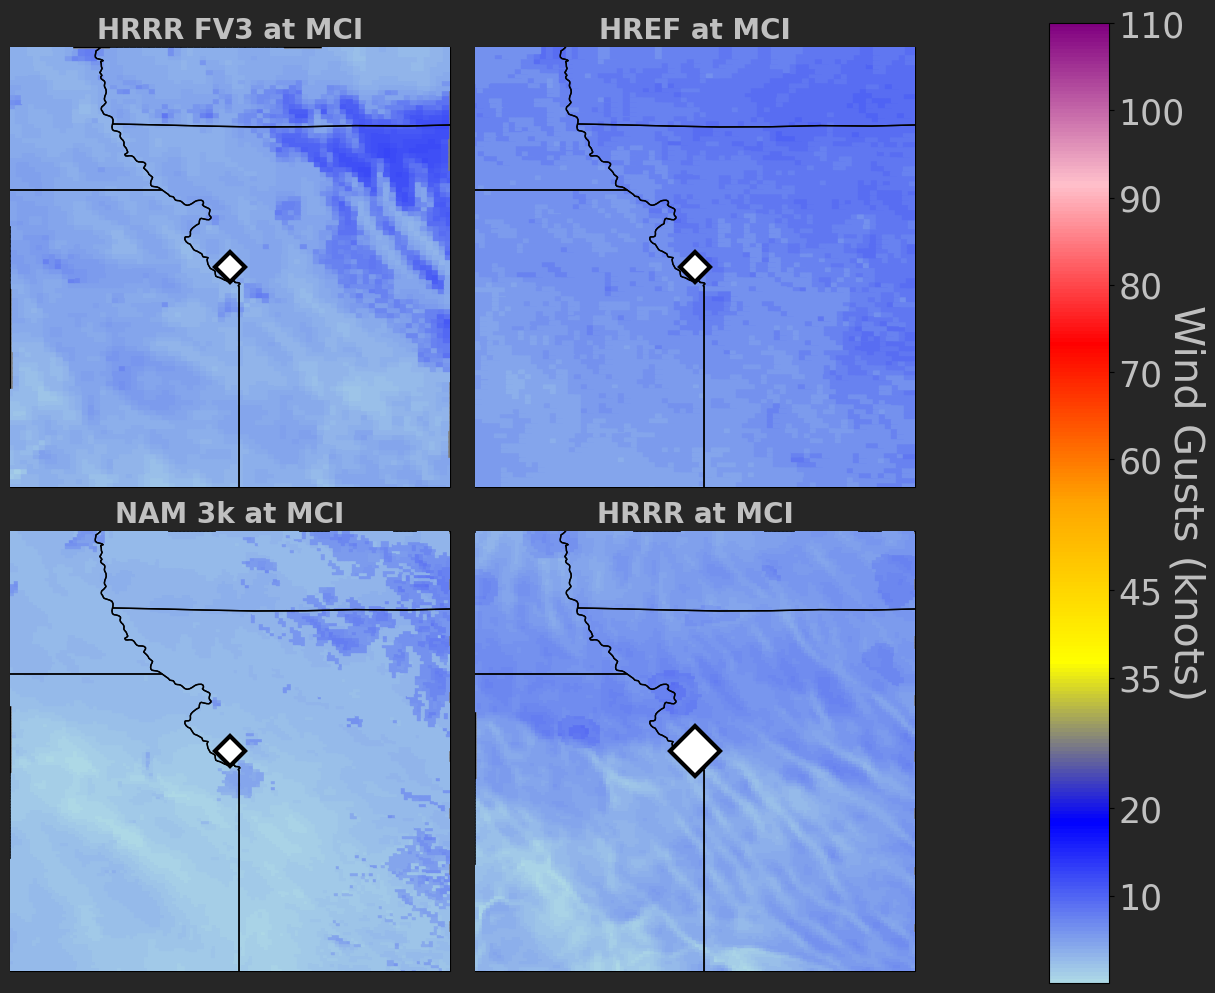 HRRR FV3 at MCI
HREF at MCI
NAM 3k at MCI
HRRR at MCI
110
100
90
80
70
60
45
35
20
10
Wind Gusts (knots)